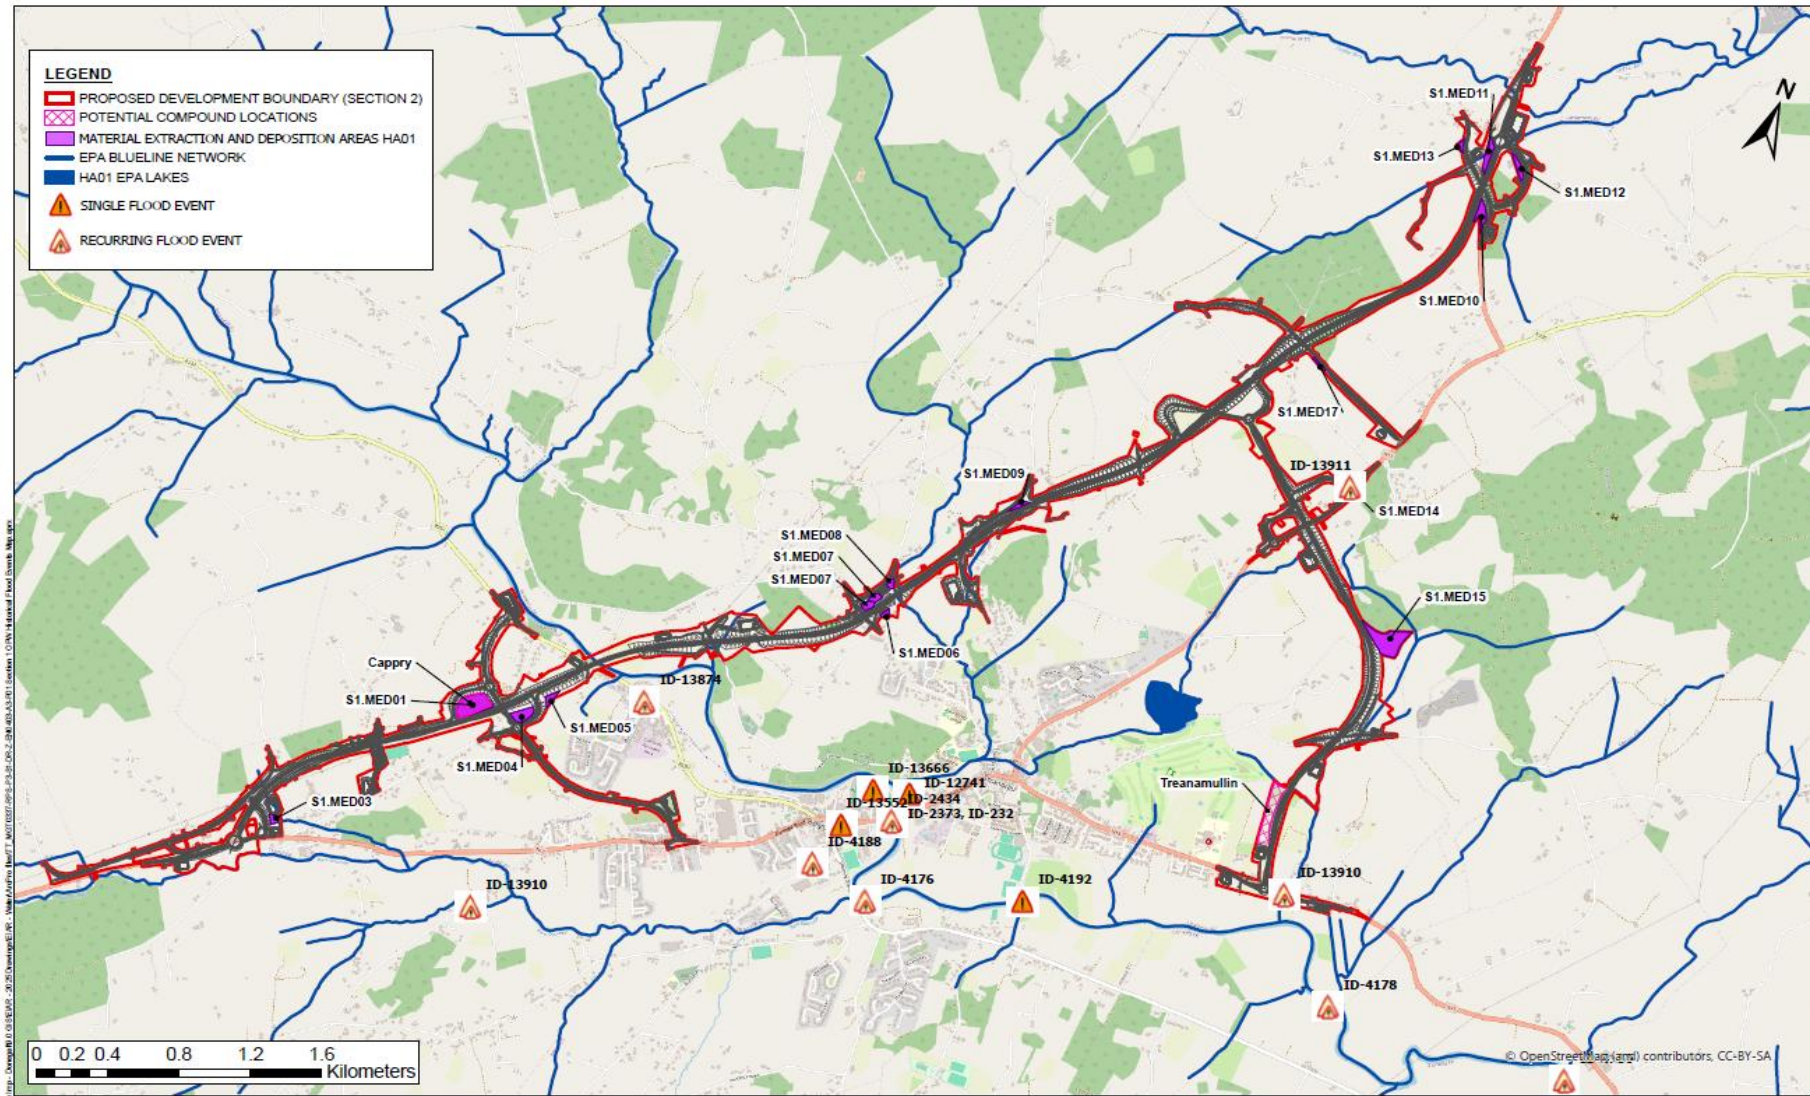 LEGEND
PROPOSED DEVELOPMENT BOUNDARY (SECTION 2)
POTENTIAL COMPOUND LOCATIONS
MATERIAL EXTRACTION AND DEPOSITION AREAS HA01
EPA BLUELINE NETWORK
HA01 EPA LAKES
SINGLE FLOOD EVENT
RECURRING FLOOD EVENT
N
S1.MED11
S1.MED13
S1.MED12
S1.MED10
S1.MED17
ID-13911
S1.MED09
S1.MED14
S1.MED08
S1.MED07
S1.MED07
S1.MED15
S1.MED06
Cappry
ID-13874
S1.MED01
S1.MED05
S1.MED04
ID-13666
Treanamullin
ID-12741
S1.MED03
ID-13552
ID-2434
ID-2373, ID-232
ID-4188
ID-13910
ID-4176
ID-4192
ID-13910
ID-4178
0 0.2 0.4 0.8 1.2 1.6
Kilometers
© OpenStreetMap (and) contributors, CC-BY-SA